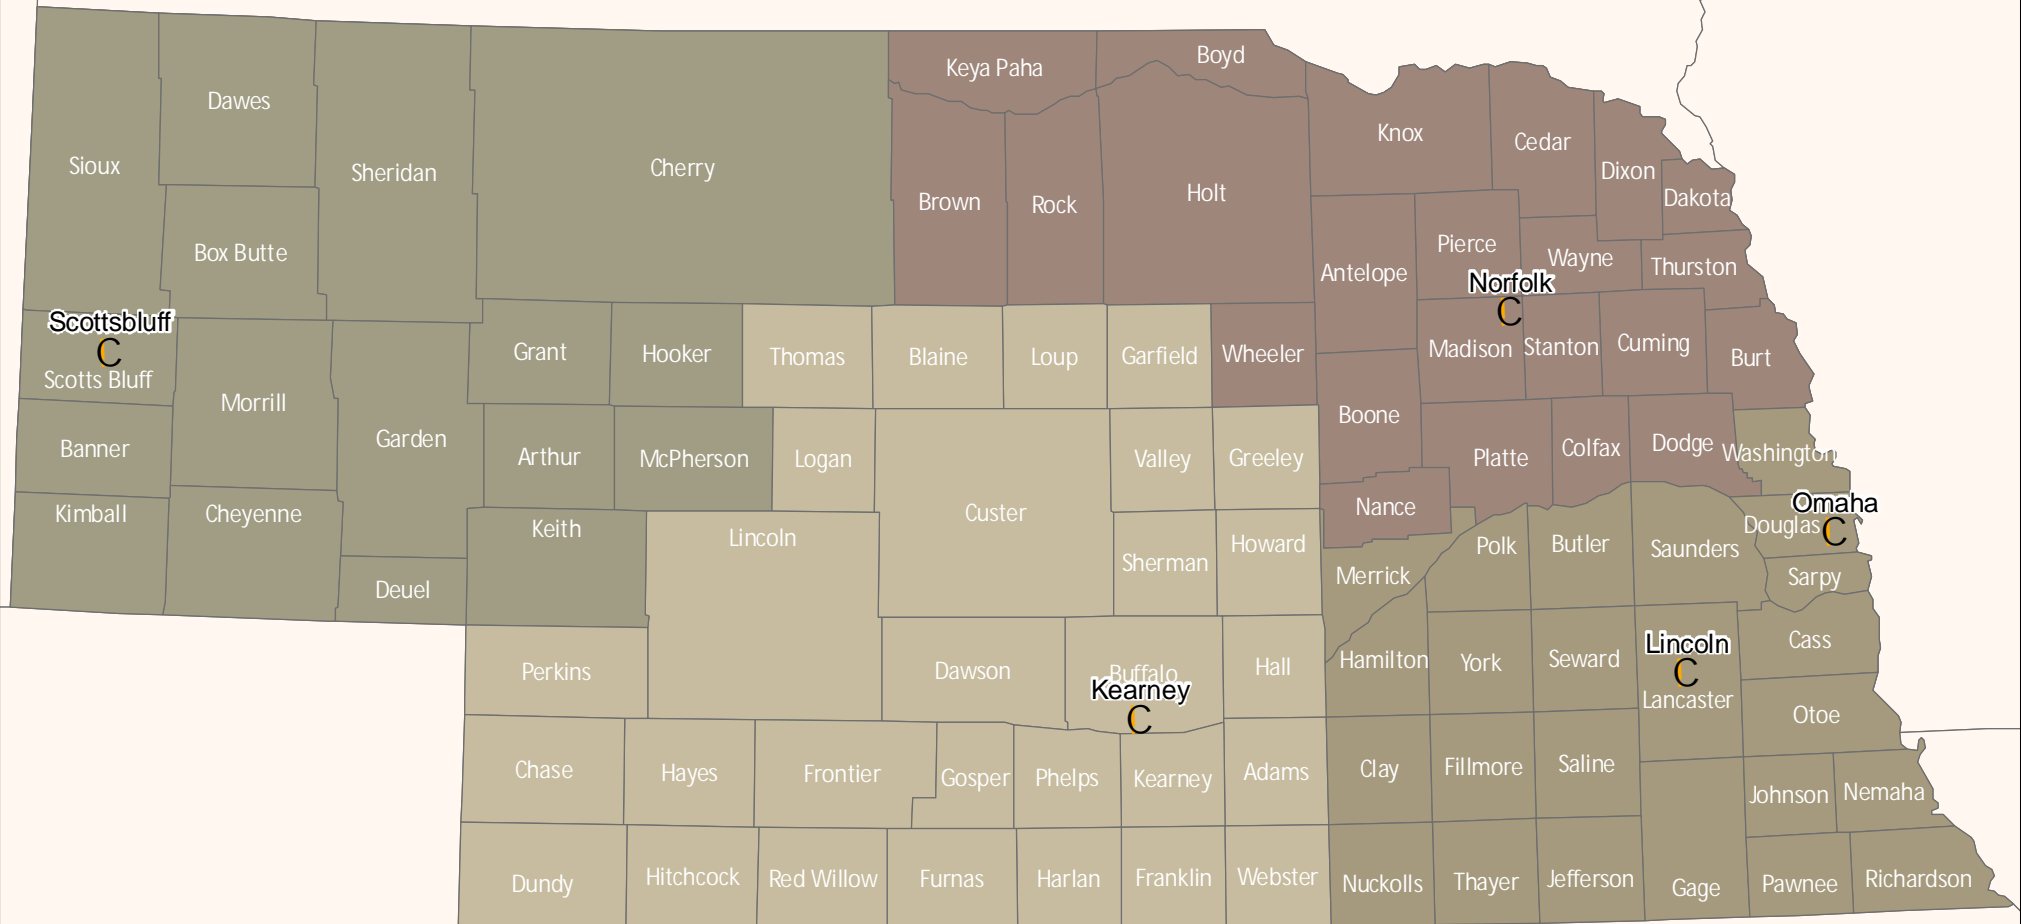 Keya Paha
Boyd
Dawes
Knox
Cedar
Sioux
Sheridan
Cherry
Dixon
Brown
Rock
Holt
Dakota
Box Butte
Pierce
Wayne
Antelope
Thurston
Norfolk
C
Scottsbluff
C
Scotts Bluff
Grant
Hooker
Thomas
Blaine
Loup
Garfield
Wheeler
Madison
Stanton
Cuming
Burt
Morrill
Boone
Banner
Garden
Arthur
McPherson
Logan
Valley
Greeley
Platte
Colfax
Dodge
Washington
Kimball
Cheyenne
Keith
Lincoln
Custer
Nance
Omaha
Douglas
C
Howard
Sherman
Merrick
Polk
Butler
Saunders
Sarpy
Deuel
Perkins
Dawson
Buffalo
Kearney
C
Hall
Hamilton
York
Seward
Lincoln
C
Lancaster
Cass
Otoe
Chase
Hayes
Frontier
Gosper
Phelps
Kearney
Adams
Clay
Fillmore
Saline
Johnson
Nemaha
Dundy
Hitchcock
Red Willow
Furnas
Harlan
Franklin
Webster
Nuckolls
Thayer
Jefferson
Gage
Pawnee
Richardson